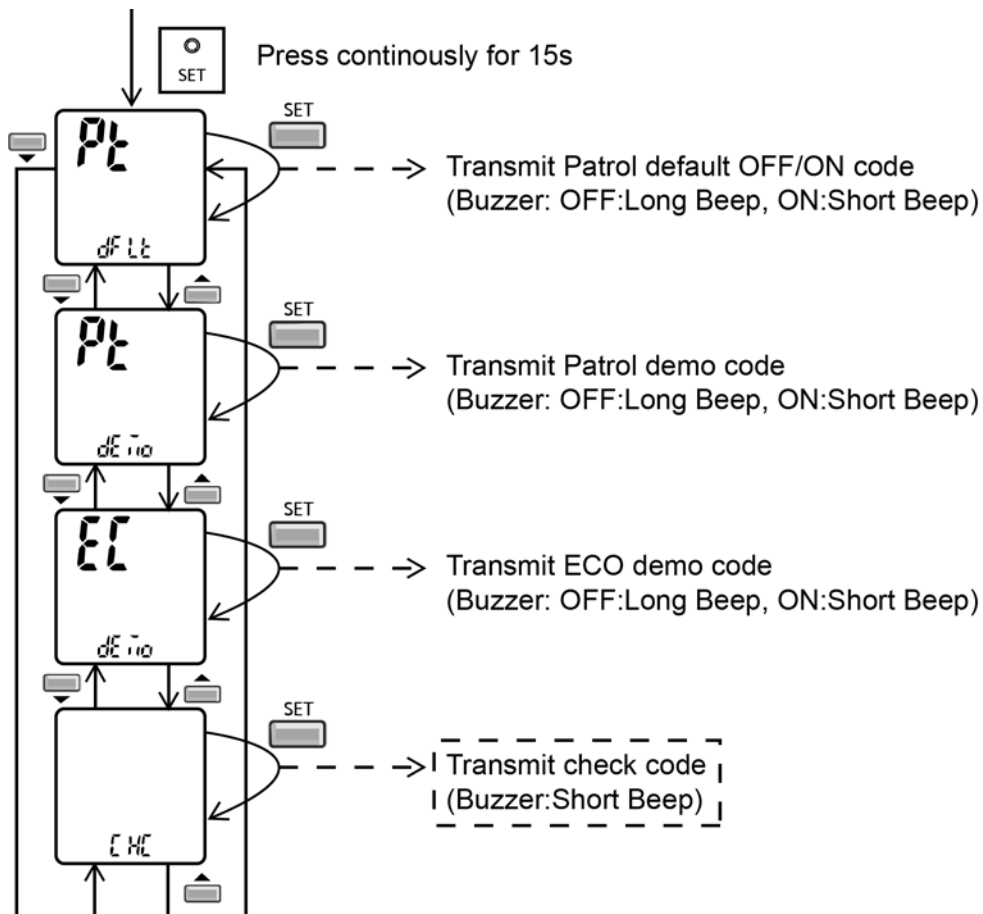 SET
Press continously for 15s
Pt
SET
Transmit Patrol default OFF/ON code
(Buzzer: OFF:Long Beep, ON:Short Beep)
dFLt
SET
Pt
Transmit Patrol demo code
(Buzzer: OFF:Long Beep, ON:Short Beep)
dEmo
SET
EC
Transmit ECO demo code
(Buzzer: OFF:Long Beep, ON:Short Beep)
dEmo
SET
Transmit check code
(Buzzer:Short Beep)
CHC